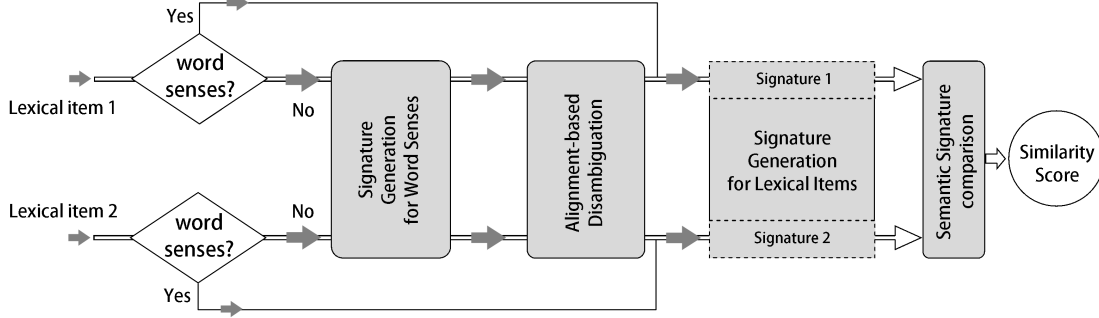 Yes
word
senses?
Lexical item 1
No
Signature
Generation
for Word Senses
Alignment-based
Disambiguation
Signature 1
Signature
Generation
for Lexical Items
Signature 2
Semantic Signature
comparison
Similarity
Score
Lexical item 2
No
word
senses?
Yes